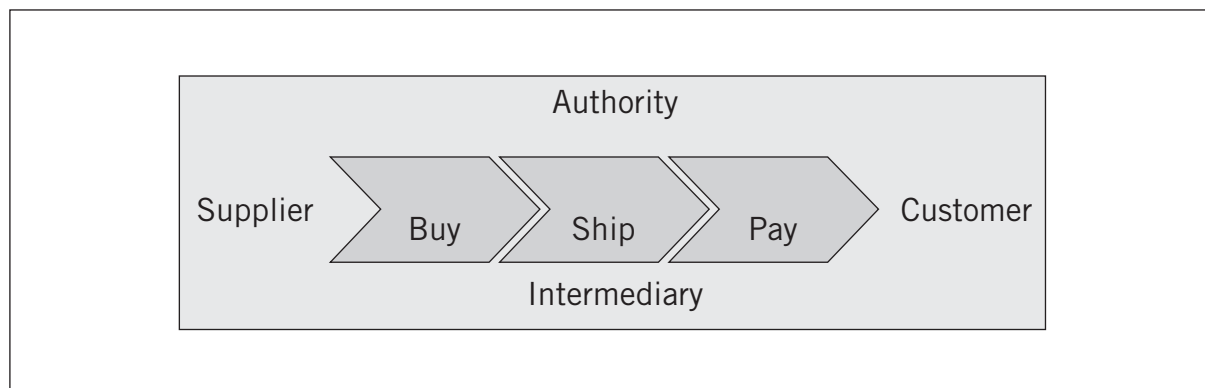 Authority
Supplier
Customer
Buy
Ship
Pay
Intermediary